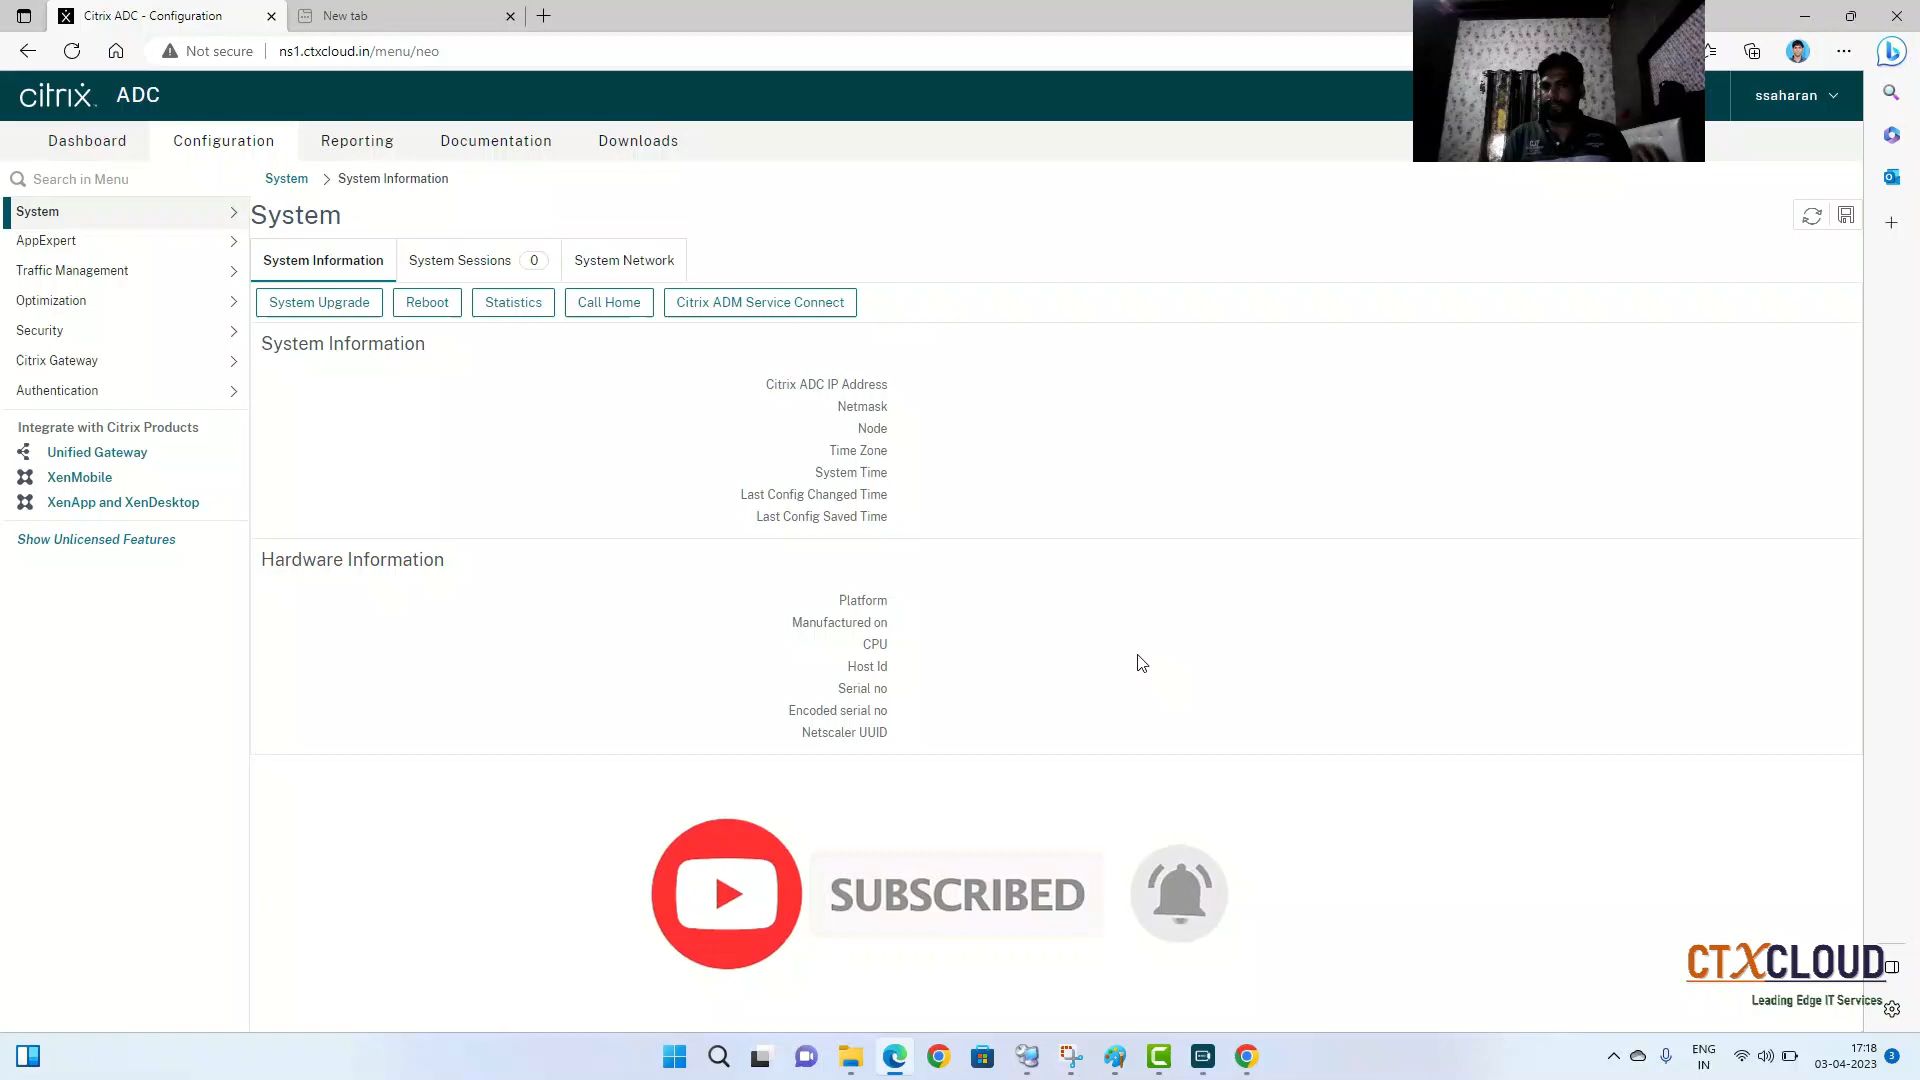 Citrix ADC - Configuration
New tab
Not secure
ns1.ctxcloud.in/menu/neo
citrix. ADC
ssaharan
Dashboard
Configuration
Reporting
Documentation
Downloads
Search in Menu
System
AppExpert
Traffic Management
Optimization
Security
Citrix Gateway
Authentication
Integrate with Citrix Products
Unified Gateway
XenMobile
XenApp and XenDesktop
Show Unlicensed Features
System
System Information
System
System Information
System Sessions 0
System Network
System Upgrade
Reboot
Statistics
Call Home
Citrix ADM Service Connect
System Information
Citrix ADC IP Address
Netmask
Node
Time Zone
System Time
Last Config Changed Time
Last Config Saved Time
Hardware Information
Platform
Manufactured on
CPU
Host Id
Serial no
Encoded serial no
Netscaler UUID
SUBSCRIBED
CTXCLOUD
Leading Edge IT Services
ENG
IN
17:18
03-04-2023
3